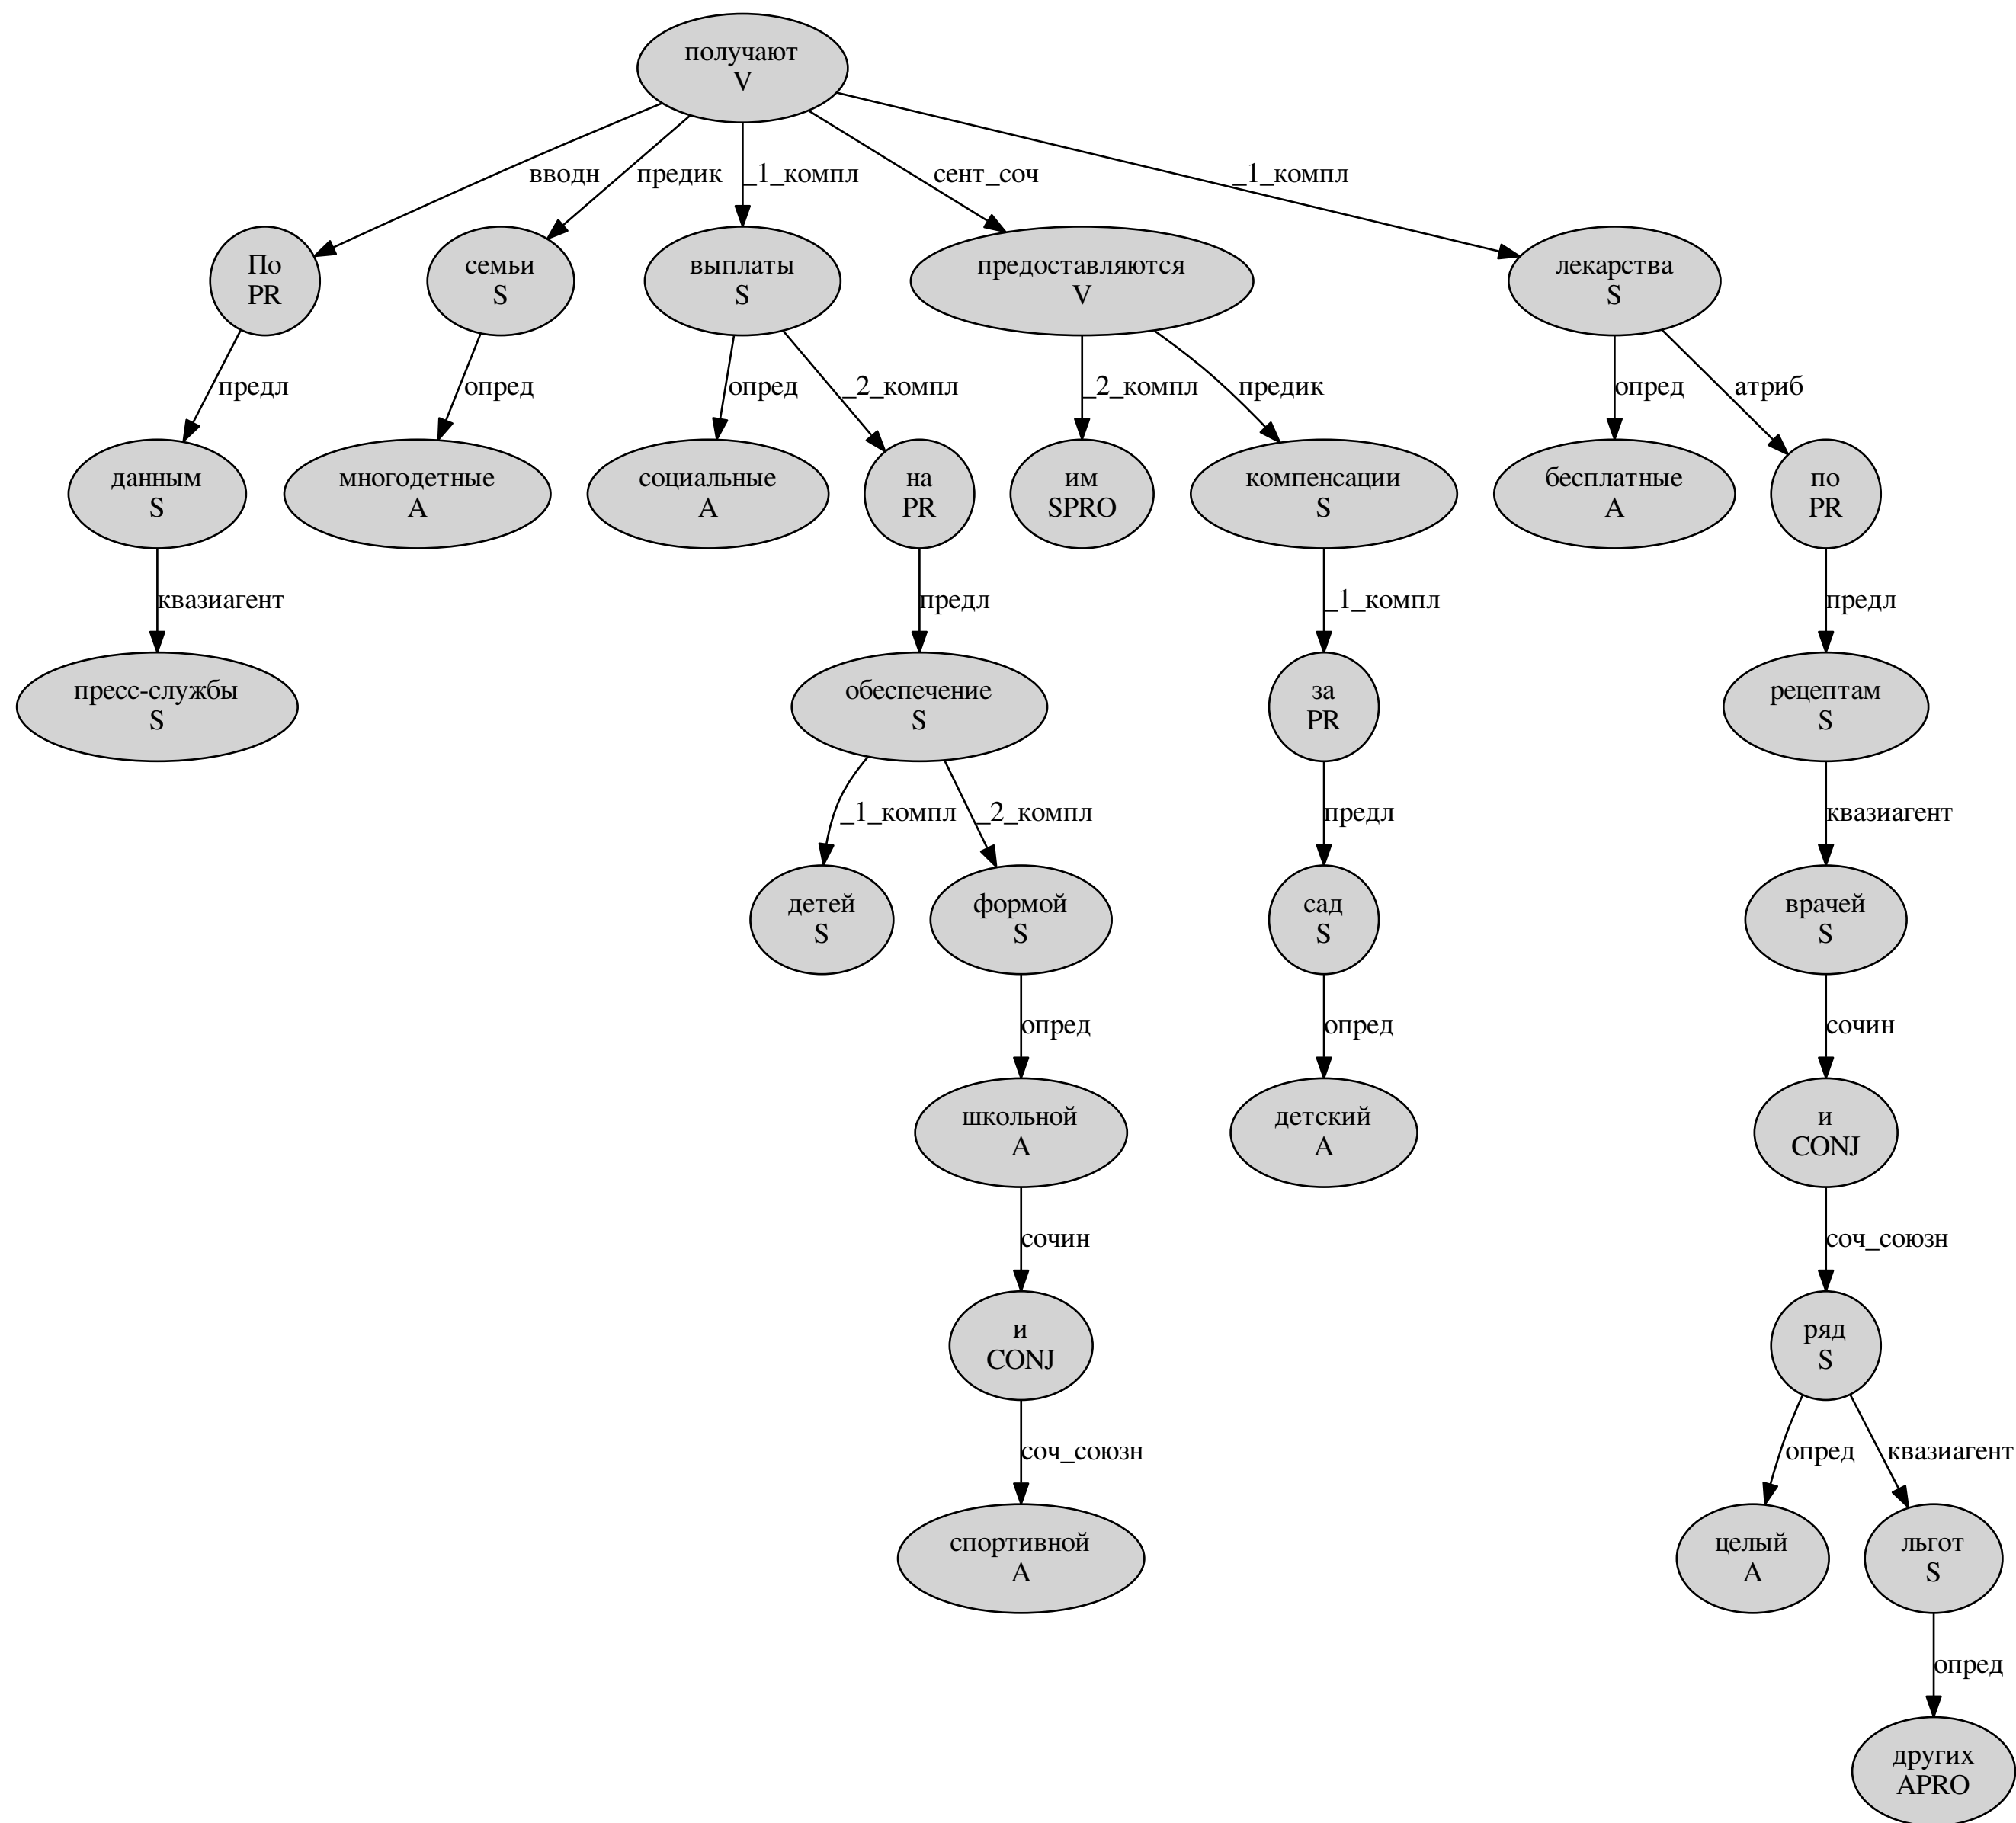 получают
V
вводн
предик
_1_компл
сент_соч
_1_компл
По
PR
семьи
S
выплаты
S
предоставляются
V
лекарства
S
предл
опред
опред
_2_компл
_2_компл
предик
опред
атриб
данным
S
многодетные
A
социальные
A
на
PR
им
SPRO
компенсации
S
бесплатные
A
по
PR
квазиагент
предл
_1_компл
предл
пресс-службы
S
обеспечение
S
за
PR
рецептам
S
_1_компл
_2_компл
предл
квазиагент
детей
S
формой
S
сад
S
врачей
S
опред
опред
сочин
школьной
A
детский
A
и
CONJ
сочин
соч_союзн
и
CONJ
ряд
S
соч_союзн
опред
квазиагент
спортивной
A
целый
A
льгот
S
опред
других
APRO